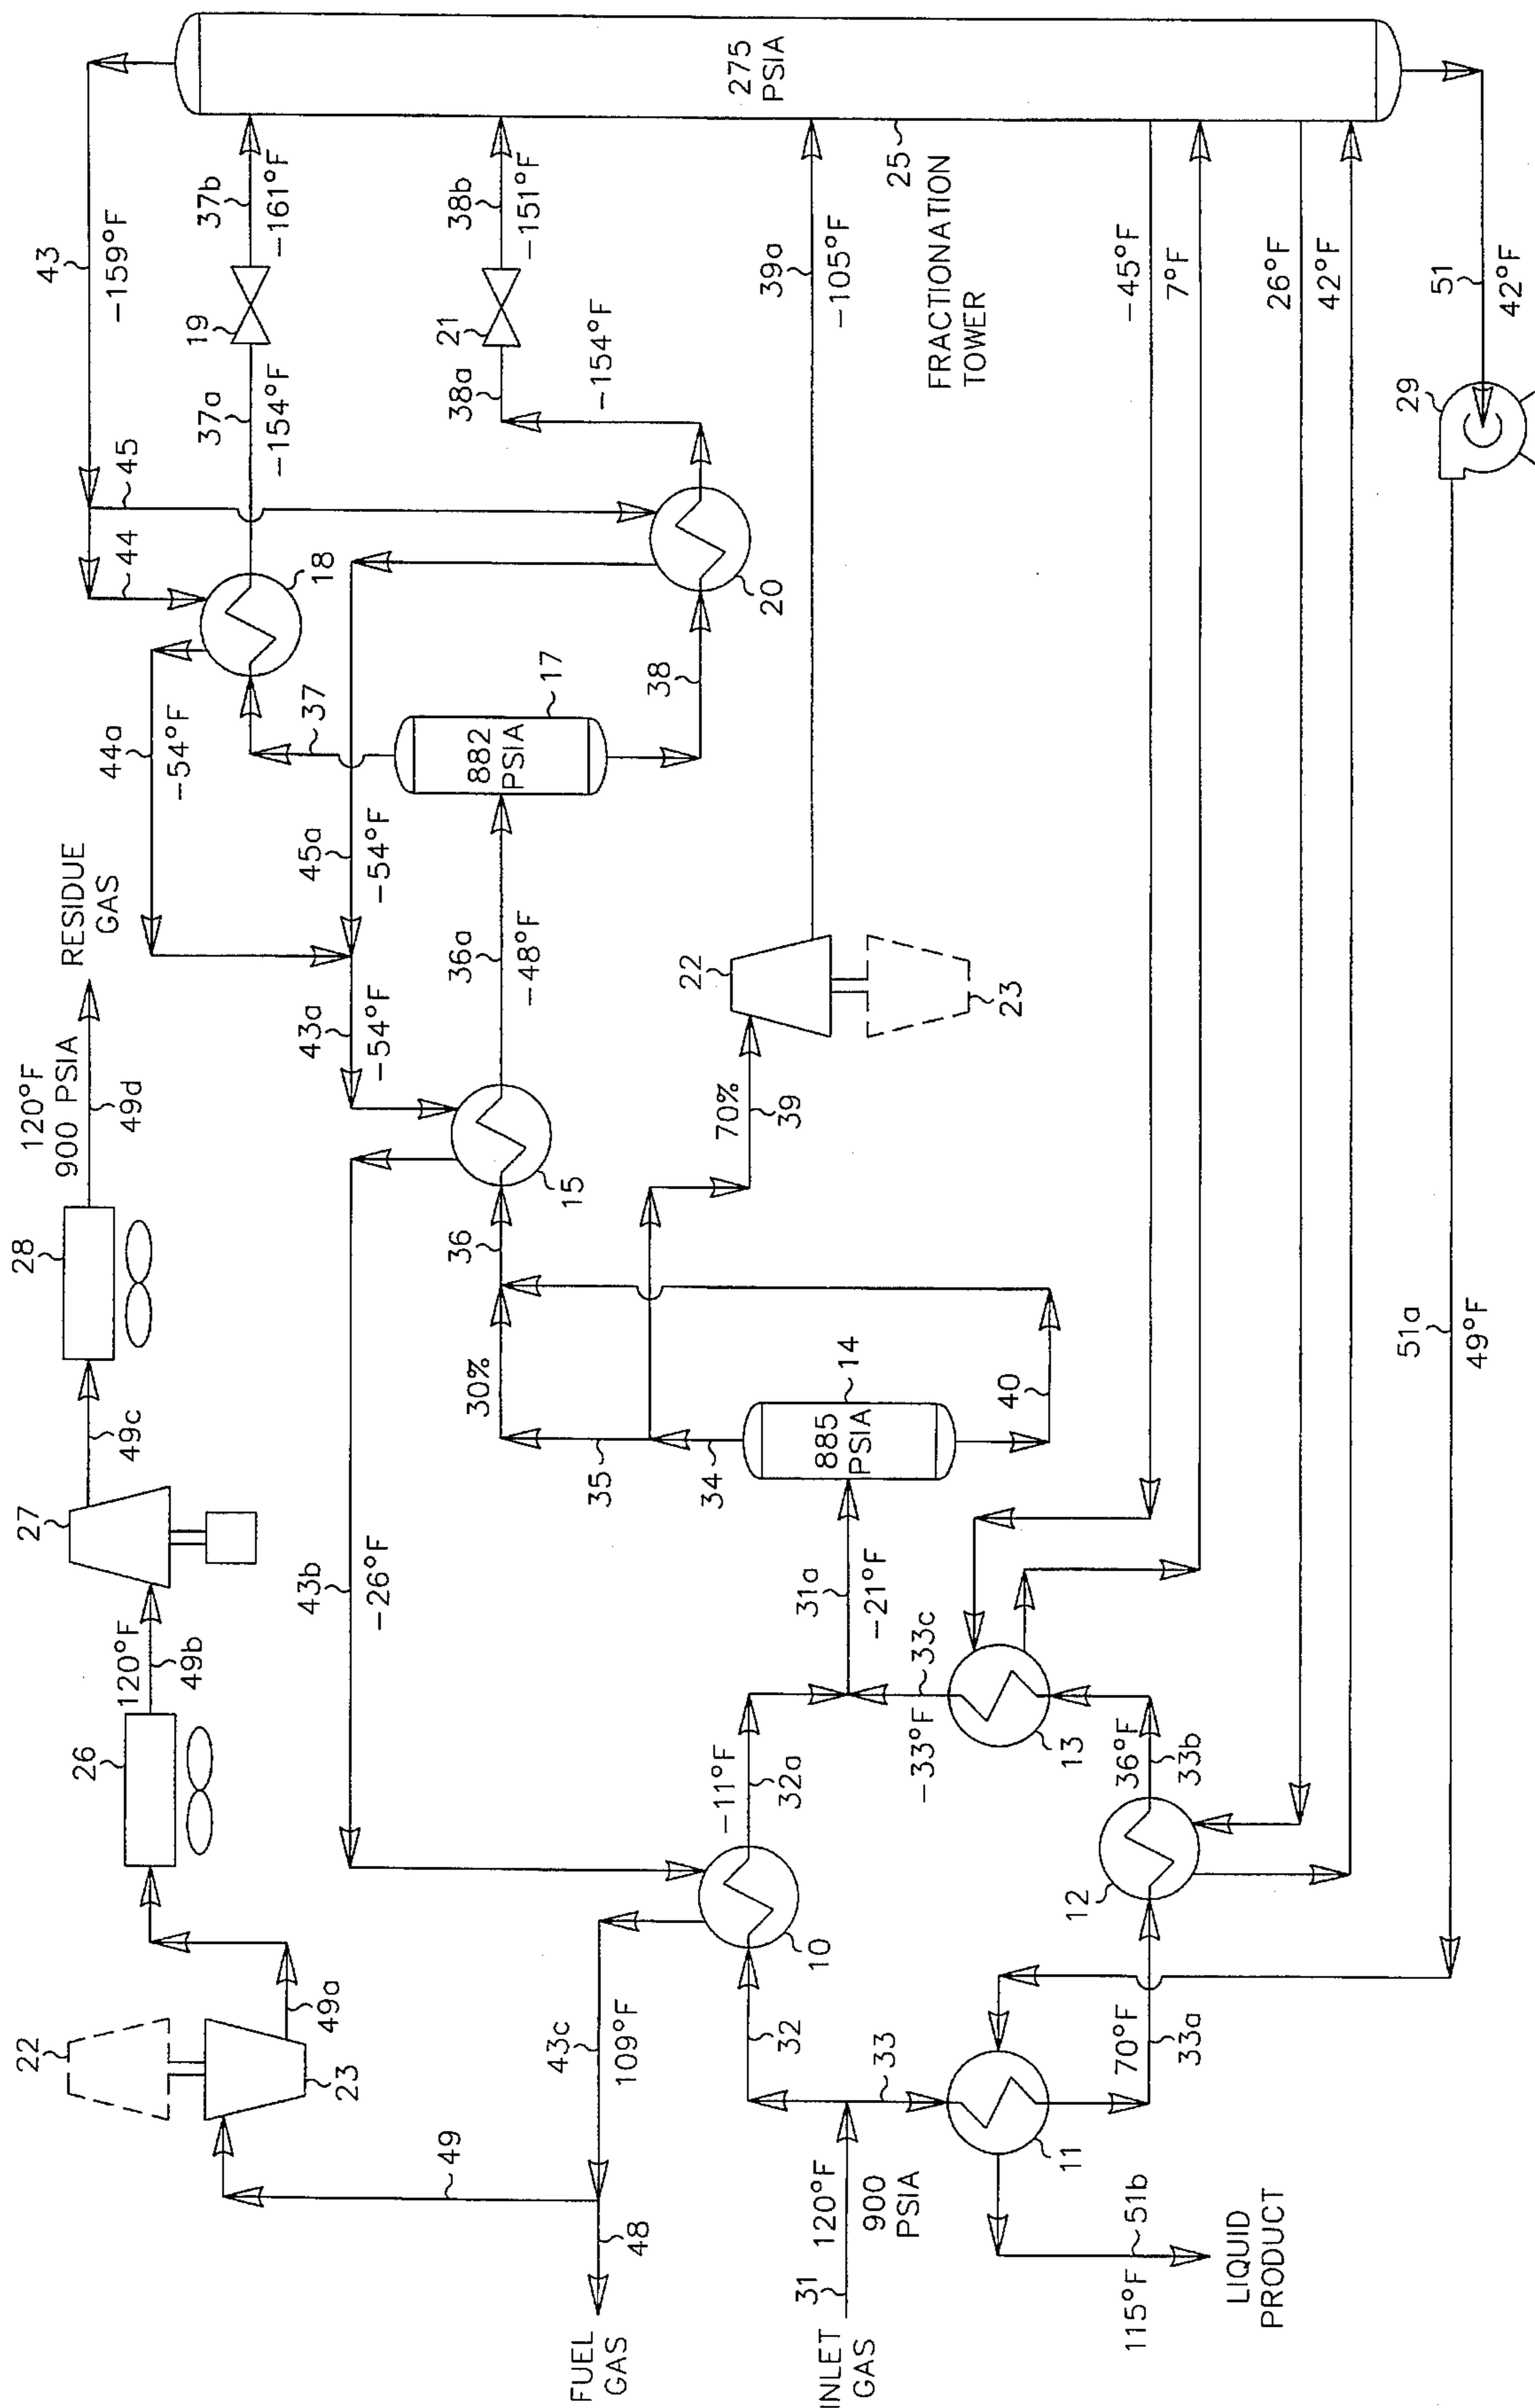 FUEL
GAS
48
49
22
23
49a
26
120°F
49b
27
49c
28
120°F
900 PSIA
49d
RESIDUE
GAS
43c
109°F
43b
-26°F
43a
-54°F
44a
-54°F
45a
-54°F
44
45
43
-159°F
18
37
37a
-154°F
19
37b
-161°F
17
882
PSIA
38
20
38a
-154°F
21
38b
-151°F
36
15
36a
-48°F
30%
35
34
14
885
PSIA
40
70%
39
22
23
39a
-105°F
25
275
PSIA
FRACTIONATION
TOWER
INLET
GAS
31
120°F
900
PSIA
32
10
-11°F
32a
31a
-21°F
33
11
70°F
33a
12
36°F
33b
13
-33°F
33c
-45°F
7°F
26°F
42°F
51
42°F
29
51a
49°F
115°F
51b
LIQUID
PRODUCT